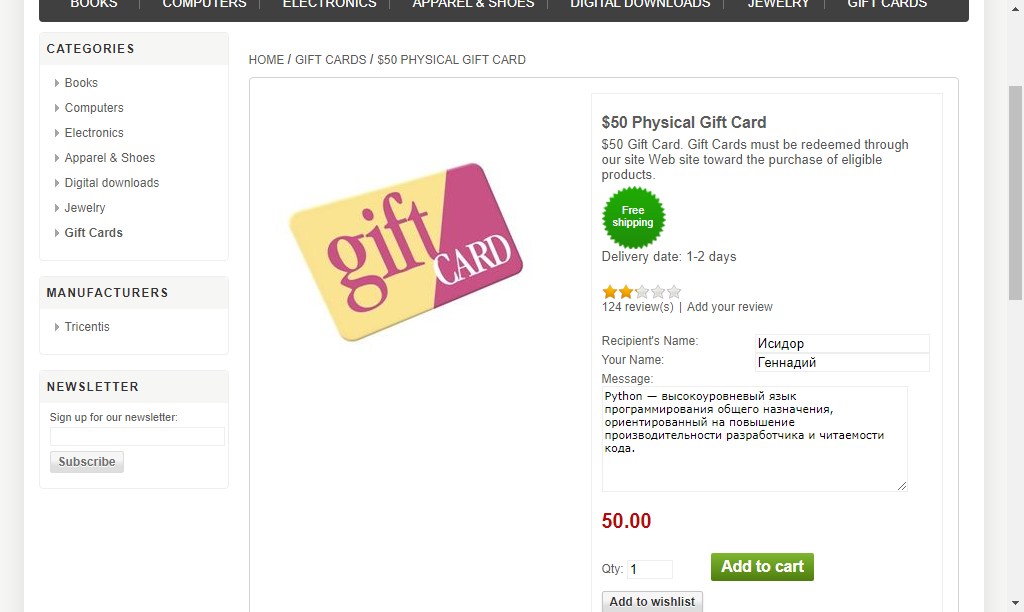 BOOKS COMPUTERS ELECTRONICS APPAREL & SHOES DIGITAL DOWNLOADS JEWELRY GIFT CARDS
CATEGORIES
Books
Computers
Electronics
Apparel & Shoes
Digital downloads
Jewelry
Gift Cards
MANUFACTURERS
Tricentis
NEWSLETTER
Sign up for our newsletter:
Subscribe
HOME / GIFT CARDS / $50 PHYSICAL GIFT CARD
gift
CARD
$50 Physical Gift Card
$50 Gift Card. Gift Cards must be redeemed through
our site Web site toward the purchase of eligible
products.
Free
shipping
Delivery date: 1-2 days
124 review(s) | Add your review
Recipient's Name: Исидор
Your Name: Геннадий
Message:
Python — высокоуровневый язык
программирования общего назначения,
ориентированный на повышение
производительности разработчика и читаемости
кода.
50.00
Qty: 1 Add to cart
Add to wishlist